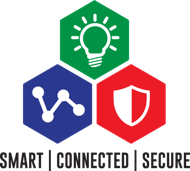 SMART | CONNECTED | SECURE